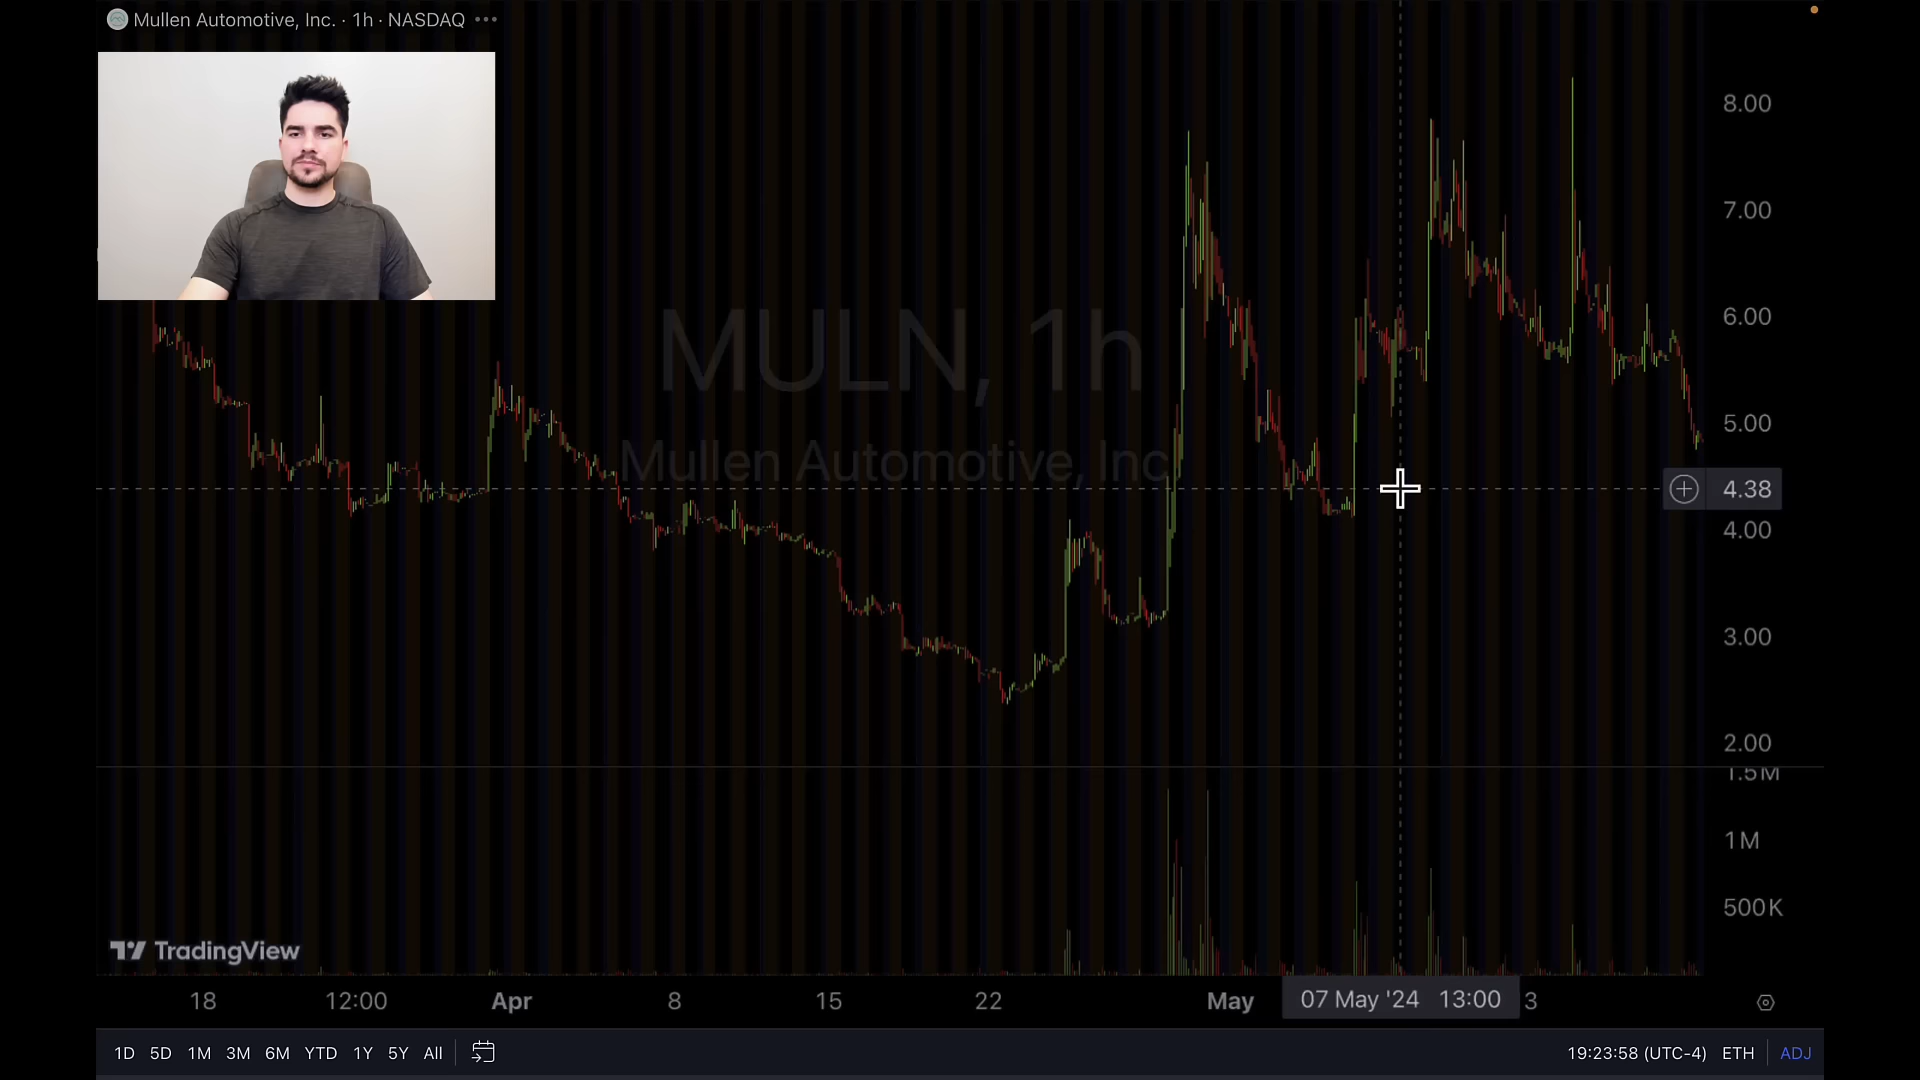 Mullen Automotive, Inc. · 1h · NASDAQ
8.00
7.00
6.00
5.00
4.38
4.00
3.00
2.00
MULN, 1h
Mullen Automotive, Inc.
1.5M
1M
500K
TradingView
18 12:00 Apr 8 15 22 May 07 May '24 13:00 3
1D 5D 1M 3M 6M YTD 1Y 5Y All 19:23:58 (UTC-4) ETH ADJ